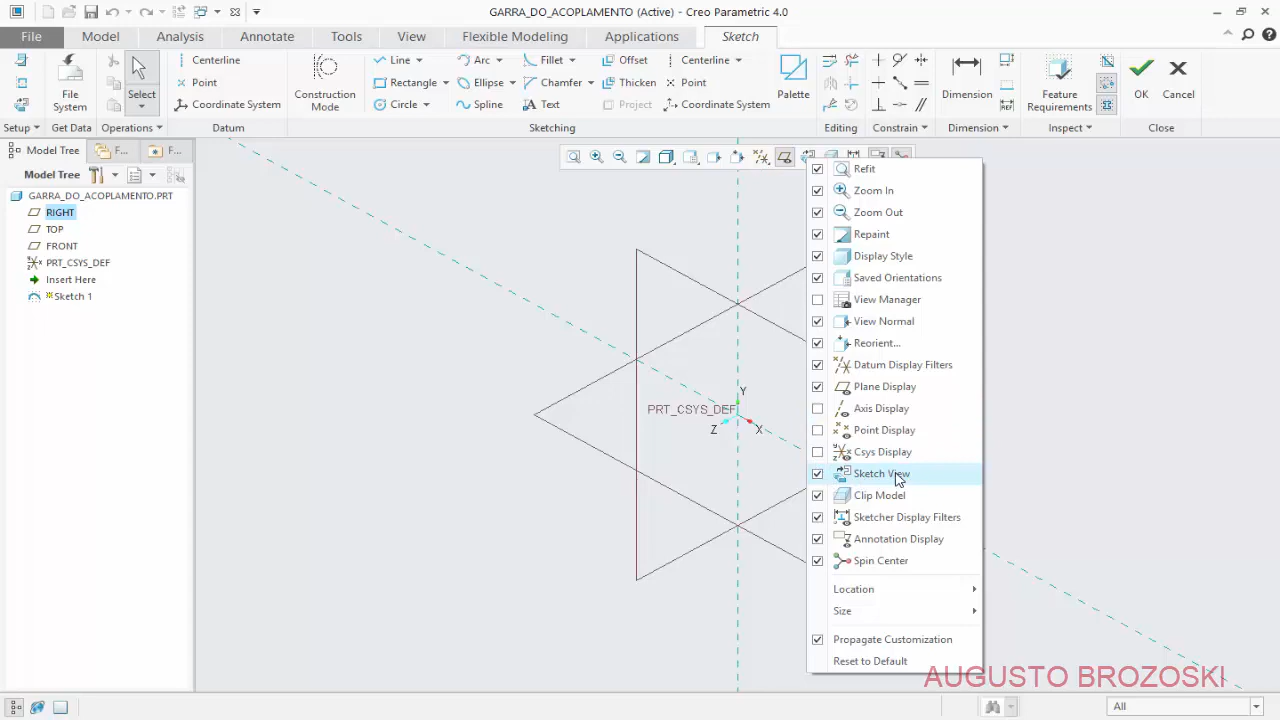 GARRA_DO_ACOPLAMENTO (Active) - Creo Parametric 4.0
File Model Analysis Annotate Tools View Flexible Modeling Applications Sketch
File System
Select
Centerline
Point
Coordinate System
Construction Mode
Line Arc Fillet Offset Centerline
Rectangle Ellipse Chamfer Thicken Point
Circle Spline Text Project Coordinate System
Palette
Dimension
Feature Requirements
OK
Cancel
Setup Get Data Operations Datum Sketching Editing Constrain Dimension Inspect Close
Model Tree F... F...
Model Tree
GARRA_DO_ACOPLAMENTO.PRT
RIGHT
TOP
FRONT
PRT_CSYS_DEF
Insert Here
Sketch 1
Y
PRT_CSYS_DEF
Z X
Refit
Zoom In
Zoom Out
Repaint
Display Style
Saved Orientations
View Manager
View Normal
Reorient...
Datum Display Filters
Plane Display
Axis Display
Point Display
Csys Display
Sketch View
Clip Model
Sketcher Display Filters
Annotation Display
Spin Center
Location
Size
Propagate Customization
Reset to Default
AUGUSTO BROZOSKI
All